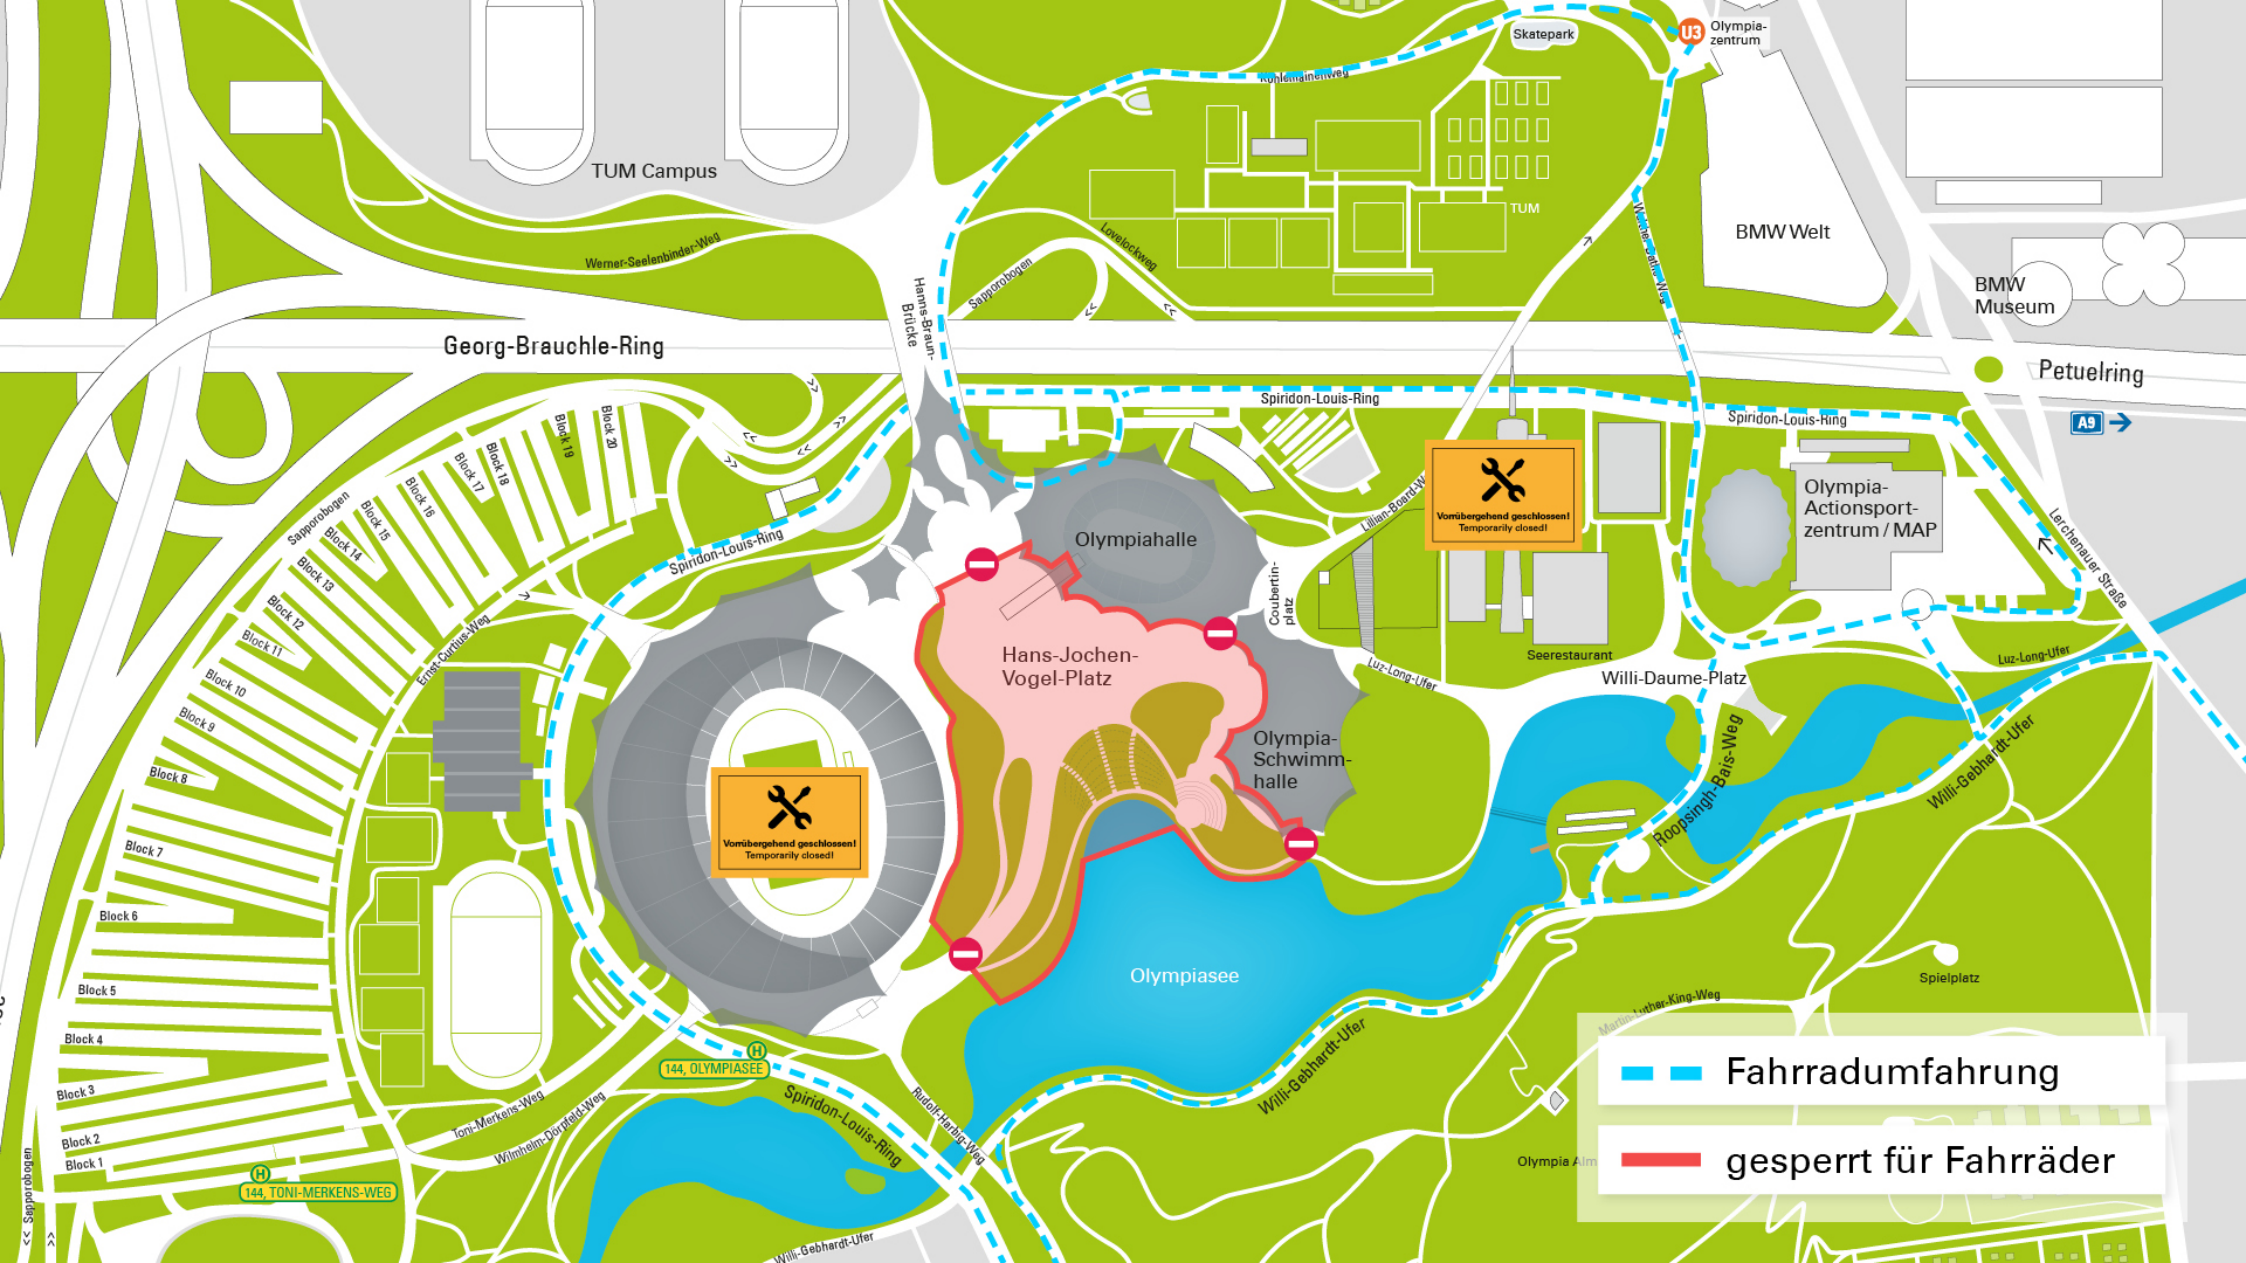 Skatepark
U3
Olympia-
zentrum
Kohlemainenweg
TUM Campus
TUM
BMW Welt
Werner-Seelenbinder-Weg
Lovelockweg
Sapporobogen
Hanns-Braun-
Brücke
BMW
Museum
Georg-Brauchle-Ring
Petuelring
A9
Spiridon-Louis-Ring
Spiridon-Louis-Ring
Block 20
Block 19
Block 18
Block 17
Block 16
Block 15
Block 14
Block 13
Block 12
Block 11
Block 10
Block 9
Block 8
Block 7
Block 6
Block 5
Block 4
Block 3
Block 2
Block 1
Sapporobogen
Spiridon-Louis-Ring
Ernst-Curtius-Weg
Olympiahalle
Coubertin-
platz
Vorrübergehend geschlossen!
Temporarily closed!
Olympia-
Actionsport-
zentrum / MAP
Lerchenauer Straße
Hans-Jochen-
Vogel-Platz
Luz-Long-Ufer
Seerestaurant
Willi-Daume-Platz
Luz-Long-Ufer
Olympia-
Schwimm-
halle
Roopsingh-Bais-Weg
Willi-Gebhardt-Ufer
Vorrübergehend geschlossen!
Temporarily closed!
Olympiasee
Spielplatz
Martin-Luther-King-Weg
Willi-Gebhardt-Ufer
H
144, OLYMPIASEE
Spiridon-Louis-Ring
Rudolf-Harbig-Weg
Toni-Merkens-Weg
Wilmhelm-Dörpfeld-Weg
H
144, TONI-MERKENS-WEG
<< Sapporobogen
Willi-Gebhardt-Ufer
Olympia Alm
Fahrradumfahrung
gesperrt für Fahrräder